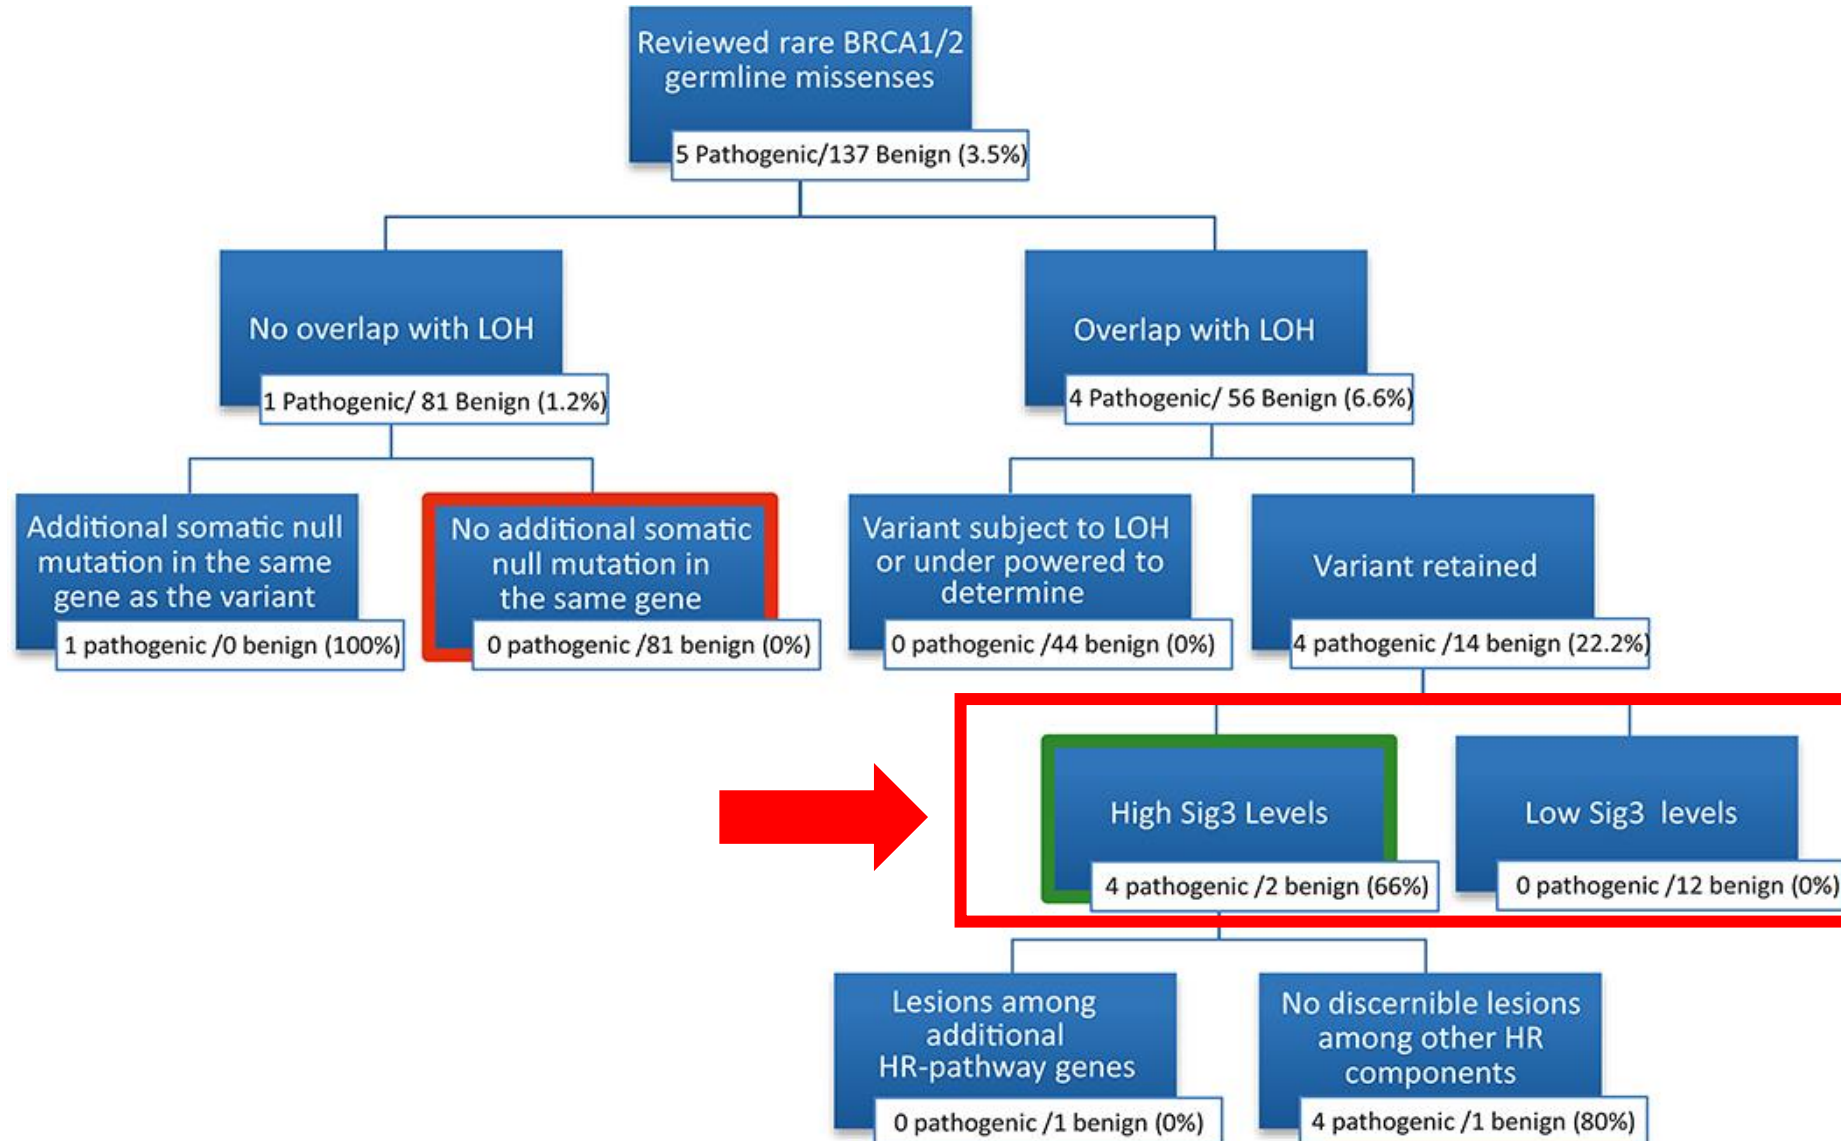 Reviewed rare BRCA1/2
germline missenses
5 Pathogenic/137 Benign (3.5%)
No overlap with LOH
1 Pathogenic/ 81 Benign (1.2%)
Overlap with LOH
4 Pathogenic/ 56 Benign (6.6%)
Additional somatic null
mutation in the same
gene as the variant
1 pathogenic /0 benign (100%)
No additional somatic
null mutation in
the same gene
0 pathogenic /81 benign (0%)
Variant subject to LOH
or under powered to
determine
0 pathogenic /44 benign (0%)
Variant retained
4 pathogenic /14 benign (22.2%)
High Sig3 Levels
4 pathogenic /2 benign (66%)
Low Sig3  levels
0 pathogenic /12 benign (0%)
Lesions among
additional
HR-pathway genes
0 pathogenic /1 benign (0%)
No discernible lesions
among other HR
components
4 pathogenic /1 benign (80%)